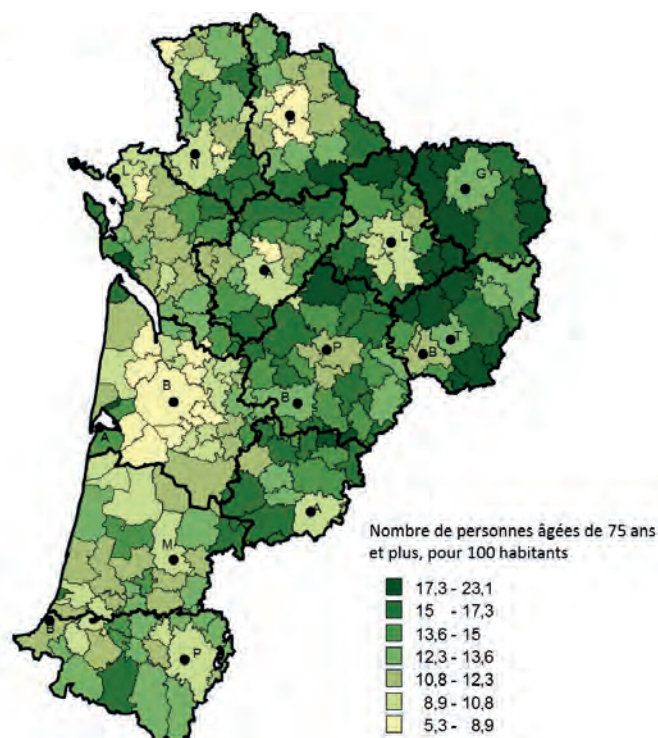 P
N
G
L
A
P
T
B
B
B
A
A
M
B
P
Nombre de personnes âgées de 75 ans
et plus, pour 100 habitants
17,3 - 23,1
15 - 17,3
13,6 - 15
12,3 - 13,6
10,8 - 12,3
8,9 - 10,8
5,3 - 8,9